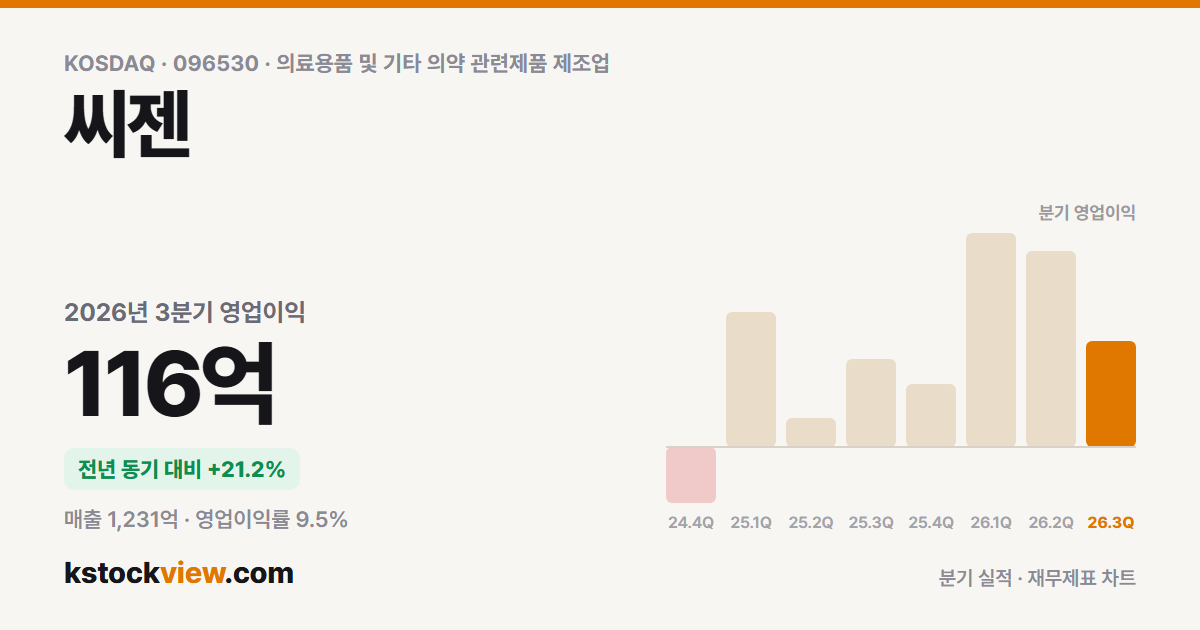 KOSDAQ · 096530 · 의료용품 및 기타 의약 관련제품 제조업
씨젠
분기 영업이익
2026년 3분기 영업이익
116억
전년 동기 대비 +21.2%
매출 1,231억 · 영업이익률 9.5%
24.4Q 25.1Q 25.2Q 25.3Q 25.4Q 26.1Q 26.2Q 26.3Q
kstockview.com
분기 실적 · 재무제표 차트